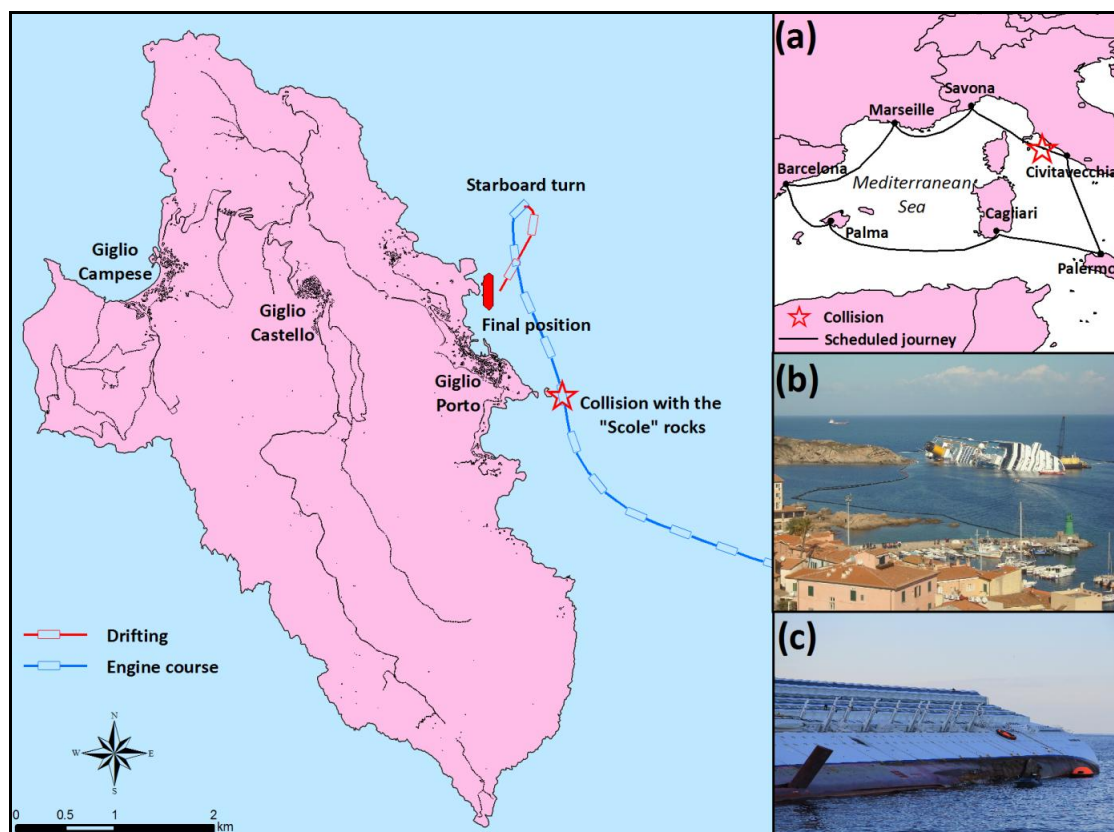 Starboard turn
Giglio
Campese
Giglio
Castello
Final position
Giglio
Porto
Collision with the
"Scole" rocks
Drifting
Engine course
N
W
E
S
0 0.5 1 2
km
(a)
Savona
Marseille
Barcelona
Civitavecchia
Mediterranean
Sea
Cagliari
Palma
Palermo
Collision
Scheduled journey
(b)
(c)